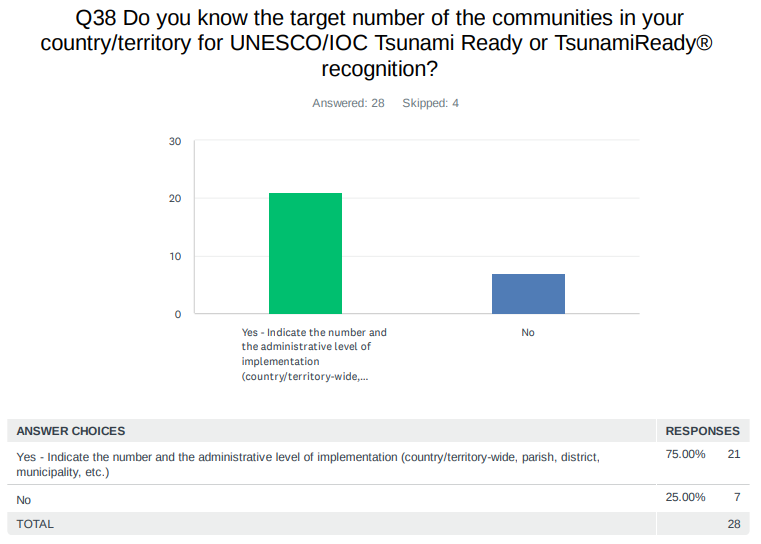 Q38 Do you know the target number of the communities in your
country/territory for UNESCO/IOC Tsunami Ready or TsunamiReady®
recognition?
Answered: 28 Skipped: 4
30
20
10
0
Yes - Indicate the number and
the administrative level of
implementation
(country/territory-wide,...
No
ANSWER CHOICES RESPONSES
Yes - Indicate the number and the administrative level of implementation (country/territory-wide, parish, district,
municipality, etc.)
75.00% 21
No 25.00% 7
TOTAL 28